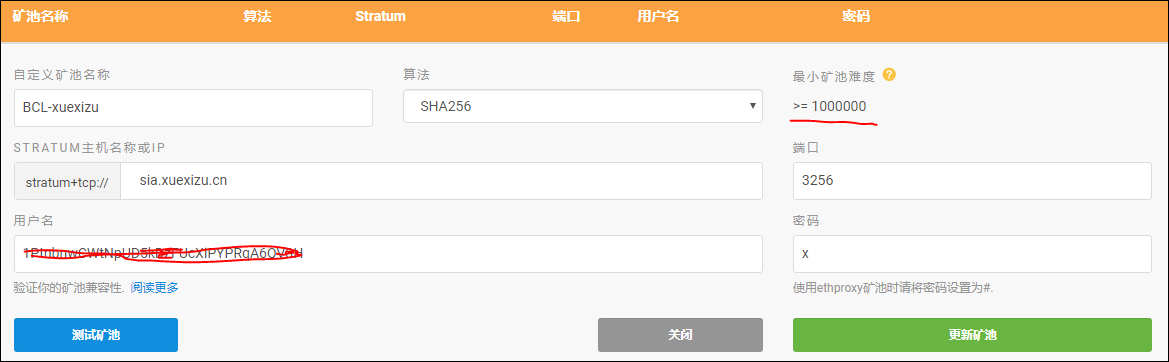 矿池名称 算法 Stratum 端口 用户名 密码
自定义矿池名称 算法 最小矿池难度 ?
BCL-xuexizu SHA256 >= 1000000
STRATUM主机名称或IP 端口
stratum+tcp:// sia.xuexizu.cn 3256
用户名 密码
x
验证你的矿池兼容性. 阅读更多 使用ethproxy矿池时请将密码设置为#.
测试矿池 关闭 更新矿池